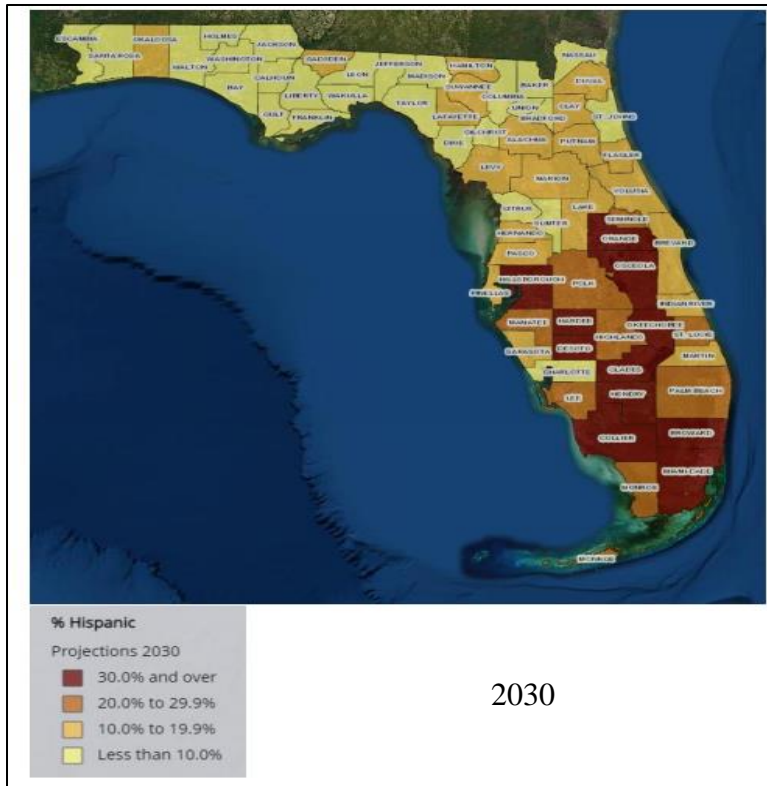 ESCAMBIA
SANTA ROSA
OKALOOSA
WALTON
HOLMES
WASHINGTON
JACKSON
BAY
CALHOUN
GULF
LIBERTY
FRANKLIN
GADSDEN
LEON
WAKULLA
JEFFERSON
MADISON
TAYLOR
HAMILTON
SUWANNEE
LAFAYETTE
COLUMBIA
DIXIE
GILCHRIST
BAKER
UNION
BRADFORD
ALACHUA
NASSAU
DUVAL
CLAY
ST. JOHNS
PUTNAM
FLAGLER
LEVY
MARION
VOLUSIA
CITRUS
SUMTER
LAKE
HERNANDO
PASCO
SEMINOLE
ORANGE
BREVARD
OSCEOLA
HILLSBOROUGH
PINELLAS
POLK
INDIAN RIVER
MANATEE
HARDEE
OKEECHOBEE
HIGHLANDS
ST. LUCIE
SARASOTA
DESOTO
MARTIN
CHARLOTTE
GLADES
LEE
HENDRY
PALM BEACH
COLLIER
BROWARD
MIAMI-DADE
MONROE
MONROE
% Hispanic
Projections 2030
30.0% and over
20.0% to 29.9%
10.0% to 19.9%
Less than 10.0%
2030